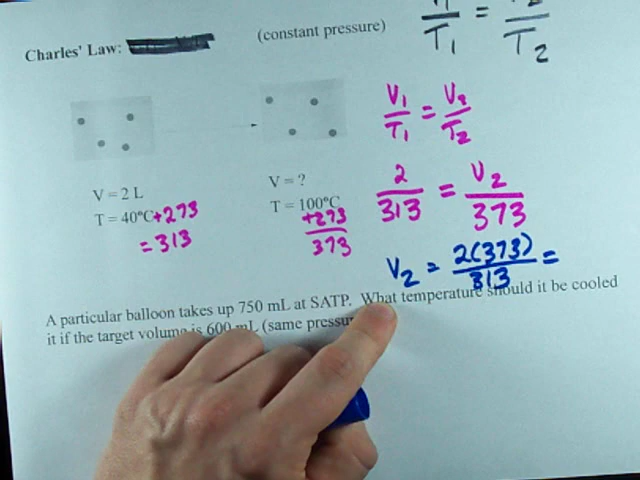 Charles' Law: (constant pressure)
T₁ = T₂
V₁/T₁ = V₂/T₂
V = 2 L
T = 40°C +273
= 313
V = ?
T = 100°C
+273
373
2/313 = V₂/373
V₂ = 2(373)/313 =
A particular balloon takes up 750 mL at SATP. What temperature should it be cooled
it if the target volume is 600 mL (same pressu